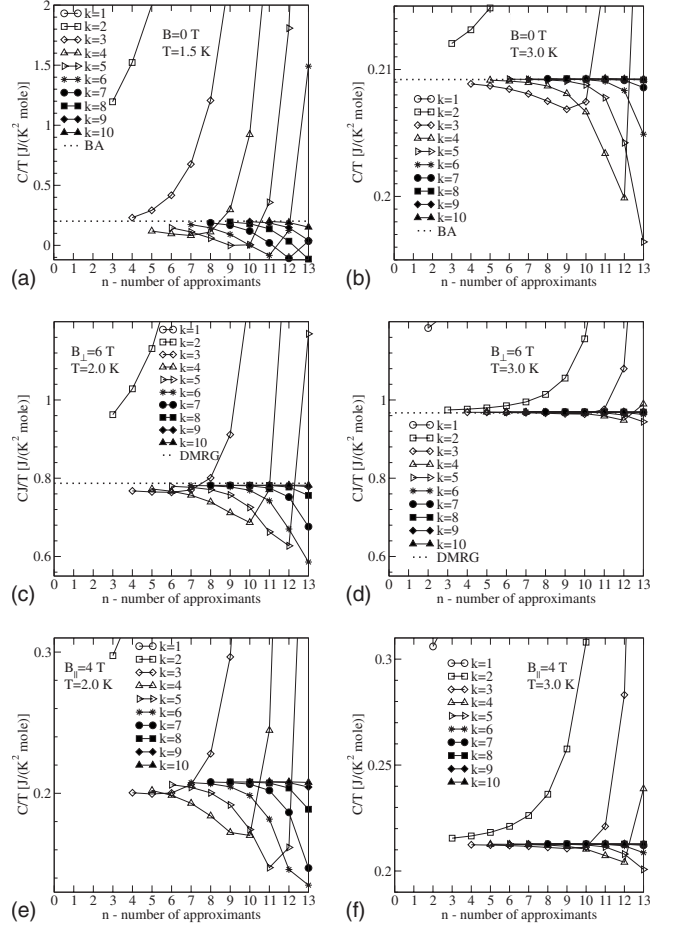 2
1.5
1
0.5
0
C/T [J/(K² mole)]
k=1
k=2
k=3
k=4
k=5
k=6
k=7
k=8
k=9
k=10
BA
B=0 T
T=1.5 K
0 1 2 3 4 5 6 7 8 9 10 11 12 13
n - number of approximants
(a)
0.21
0.2
C/T [J/(K² mole)]
B=0 T
T=3.0 K
k=1
k=2
k=3
k=4
k=5
k=6
k=7
k=8
k=9
k=10
BA
0 1 2 3 4 5 6 7 8 9 10 11 12 13
n - number of approximants
(b)
1
0.8
0.6
C/T [J/(K² mole)]
B⊥=6 T
T=2.0 K
k=1
k=2
k=3
k=4
k=5
k=6
k=7
k=8
k=9
k=10
DMRG
0 1 2 3 4 5 6 7 8 9 10 11 12 13
n - number of approximants
(c)
1
0.8
0.6
CJ/T [J/(K² mole)]
B⊥=6 T
T=3.0 K
k=1
k=2
k=3
k=4
k=5
k=6
k=7
k=8
k=9
k=10
DMRG
0 1 2 3 4 5 6 7 8 9 10 11 12 13
n - number of approximants
(d)
0.3
0.2
C/T [J/(K² mole)]
B∥=4 T
T=2.0 K
k=1
k=2
k=3
k=4
k=5
k=6
k=7
k=8
k=9
k=10
0 1 2 3 4 5 6 7 8 9 10 11 12 13
n - number of approximants
(e)
0.3
0.25
0.2
C/T [J/(K² mole)]
k=1
k=2
k=3
k=4
k=5
k=6
k=7
k=8
k=9
k=10
B∥=4 T
T=3.0 K
0 1 2 3 4 5 6 7 8 9 10 11 12 13
n - number of approximants
(f)